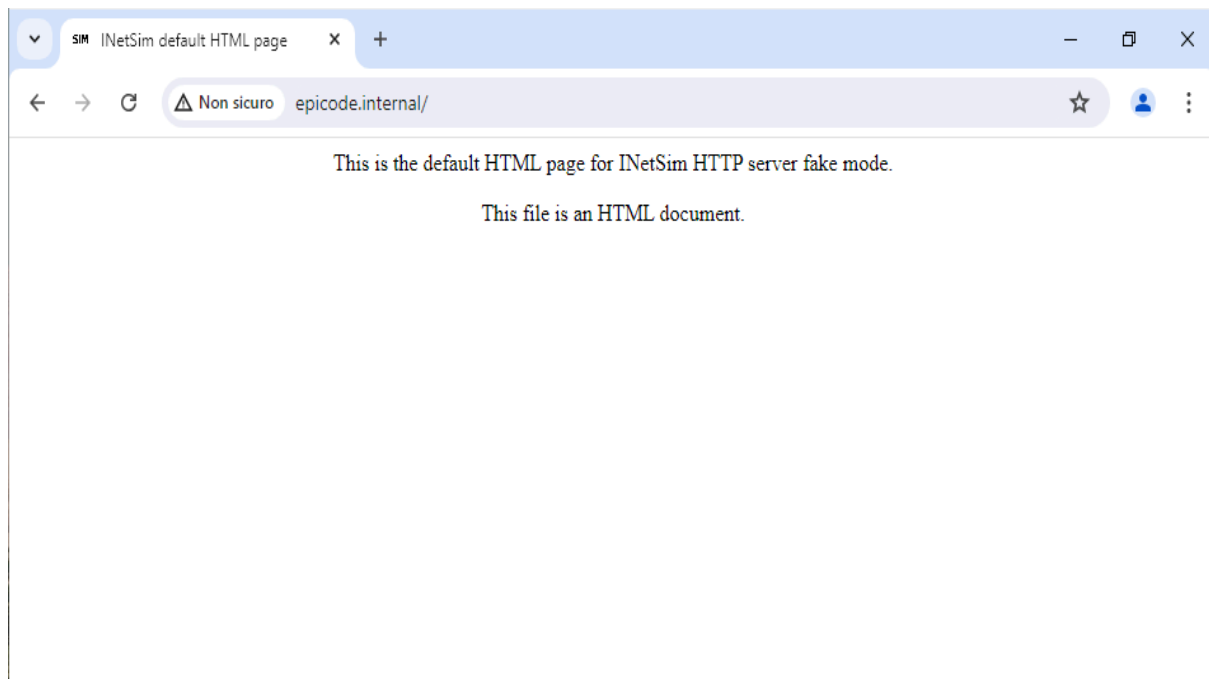 SIM INetSim default HTML page
Non sicuro epicode.internal/
This is the default HTML page for INetSim HTTP server fake mode.
This file is an HTML document.